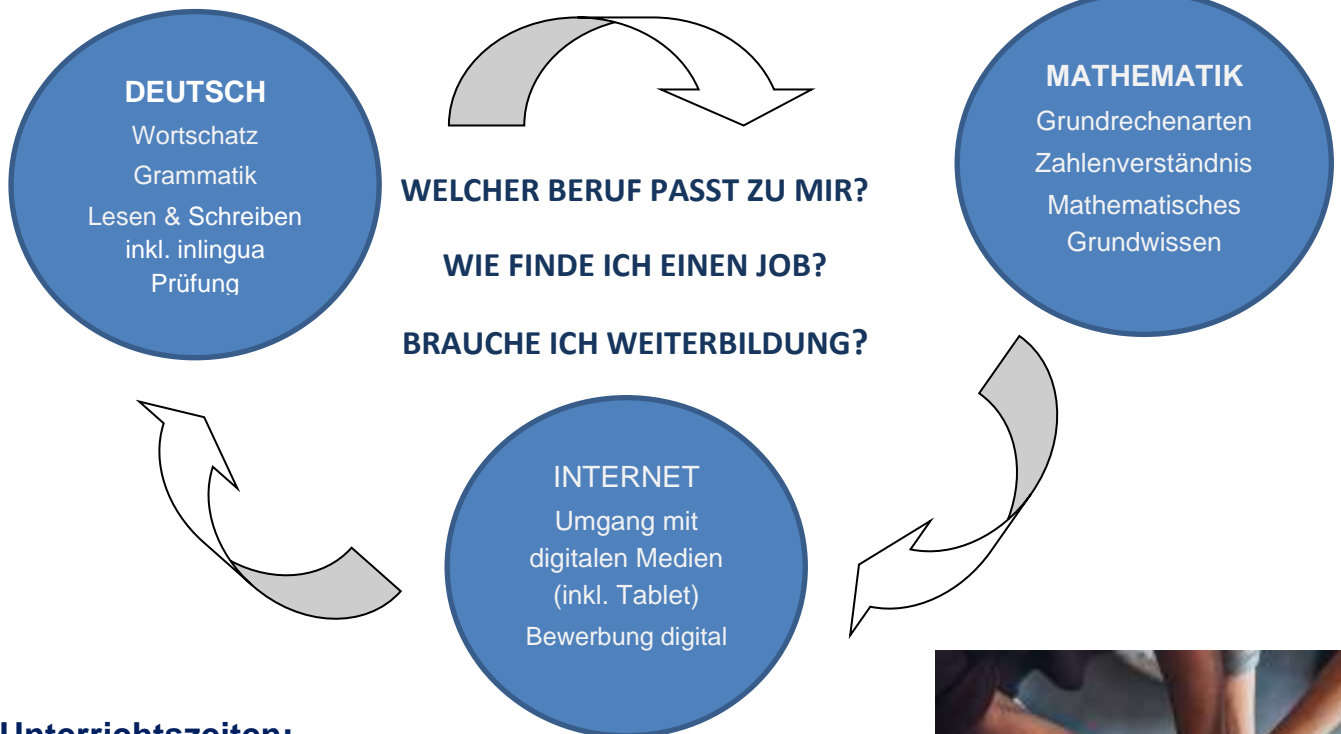 DEUTSCH
Wortschatz
Grammatik
Lesen & Schreiben
inkl. inlingua
Prüfung
WELCHER BERUF PASST ZU MIR?
WIE FINDE ICH EINEN JOB?
BRAUCHE ICH WEITERBILDUNG?
MATHEMATIK
Grundrechenarten
Zahlenverständnis
Mathematisches
Grundwissen
INTERNET
Umgang mit
digitalen Medien
(inkl. Tablet)
Bewerbung digital
Unterrichtszeiten: